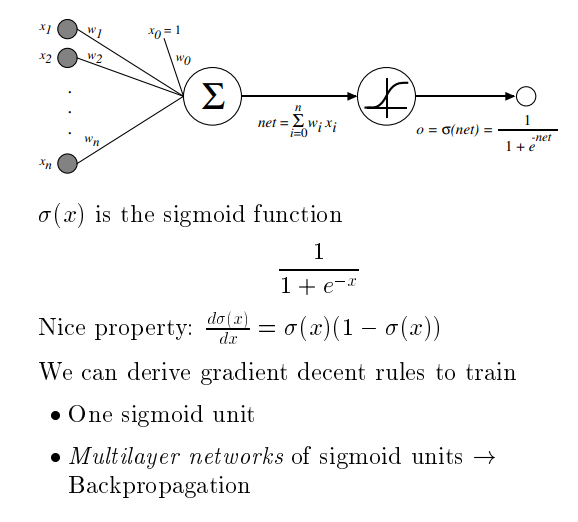 x1 w1 x0 = 1
x2 w2 w0
Σ
.
.
.
wn
xn
net = Σ_{i=0}^{n} wi xi
o = σ(net) = 1 / (1 + e^{-net})
σ(x) is the sigmoid function
1 / (1 + e^{−x})
Nice property: dσ(x)/dx = σ(x)(1 − σ(x))
We can derive gradient decent rules to train
• One sigmoid unit
• Multilayer networks of sigmoid units →
Backpropagation